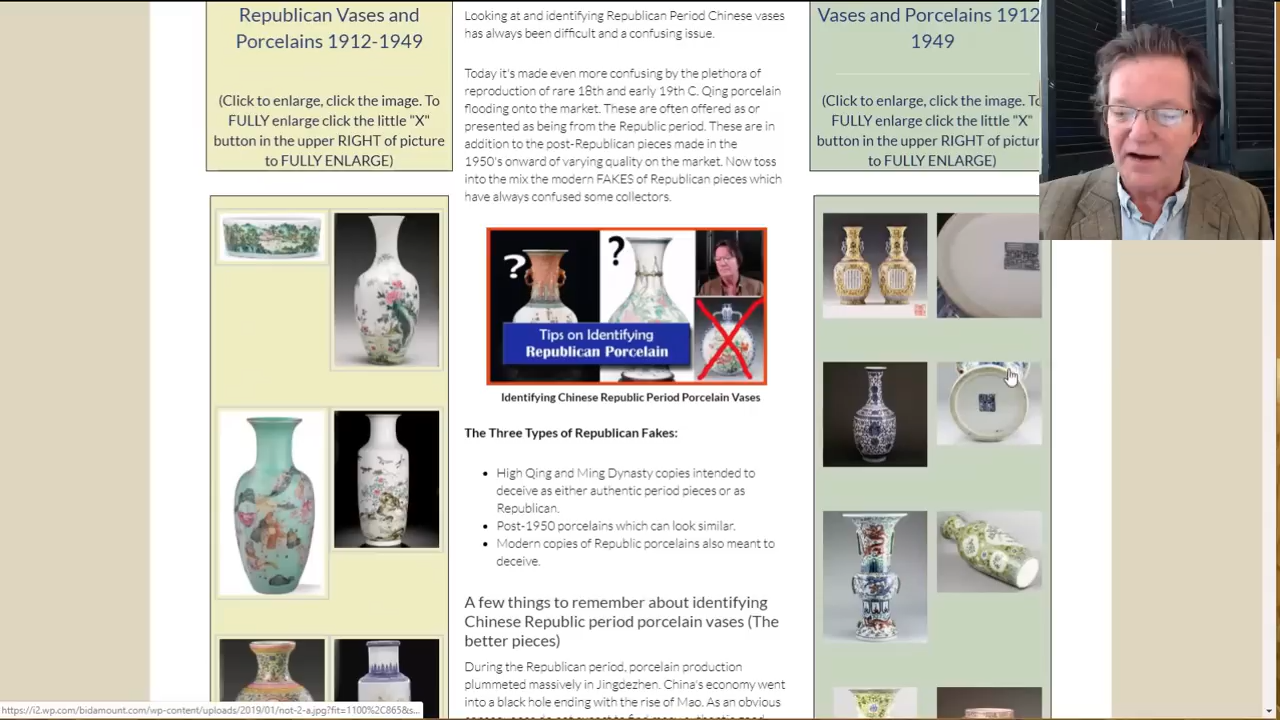 Republican Vases and
Porcelains 1912-1949
(Click to enlarge, click the image. To
FULLY enlarge click the little "X"
button in the upper RIGHT of picture
to FULLY ENLARGE)
Looking at and identifying Republican Period Chinese vases
has always been difficult and a confusing issue.
Today it's made even more confusing by the plethora of
reproduction of rare 18th and early 19th C. Qing porcelain
flooding onto the market. These are often offered as or
presented as being from the Republic period. These are in
addition to the post-Republican pieces made in the
1950's onward of varying quality on the market. Now toss
into the mix the modern FAKES of Republican pieces which
have always confused some collectors.
?
?
Tips on Identifying
Republican Porcelain
Identifying Chinese Republic Period Porcelain Vases
The Three Types of Republican Fakes:
• High Qing and Ming Dynasty copies intended to
deceive as either authentic period pieces or as
Republican.
• Post-1950 porcelains which can look similar.
• Modern copies of Republic porcelains also meant to
deceive.
A few things to remember about identifying
Chinese Republic period porcelain vases (The
better pieces)
During the Republican period, porcelain production
plummeted massively in Jingdezhen. China's economy went
into a black hole ending with the rise of Mao. As an obvious
Vases and Porcelains 1912
1949
(Click to enlarge, click the image. To
FULLY enlarge click the little "X"
button in the upper RIGHT of pictur
to FULLY ENLARGE)
https://i2.wp.com/bidamount.com/wp-content/uploads/2019/01/not-2-a.jpg?fit=1100%2C865&s...